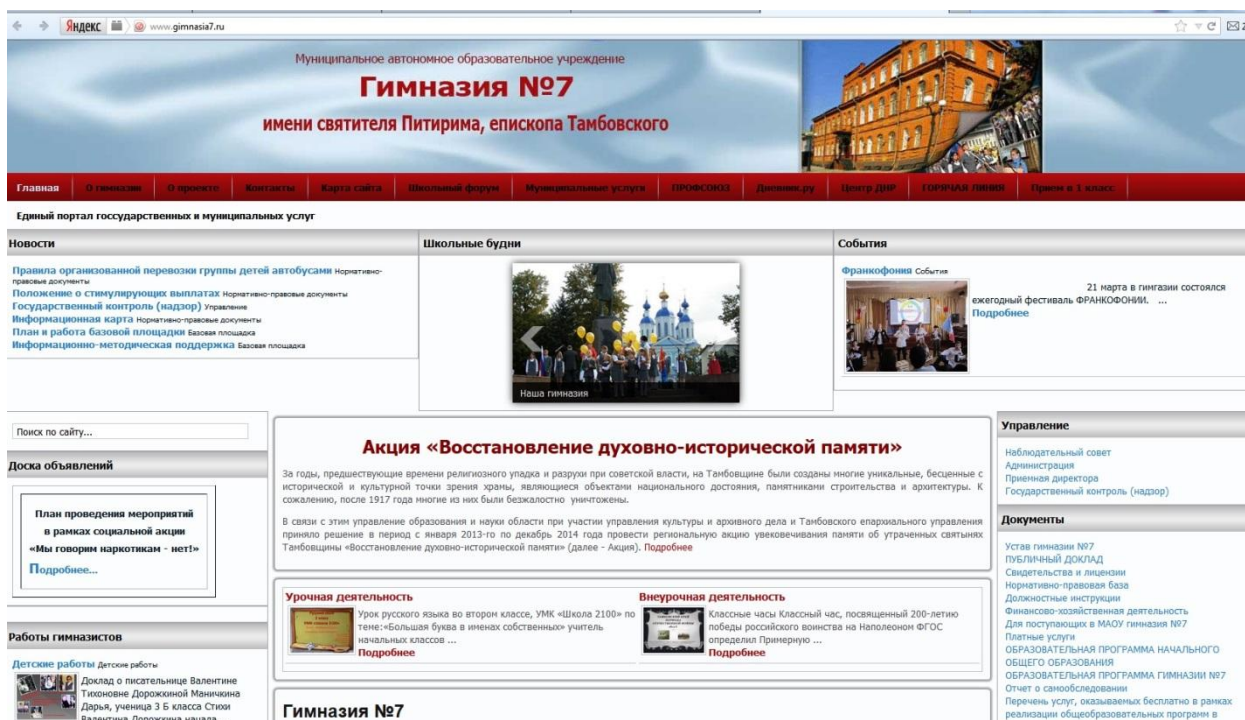 Яндекс www.gimnasia7.ru
Муниципальное автономное образовательное учреждение
Гимназия №7
имени святителя Питирима, епископа Тамбовского
Главная О гимназии О проекте Контакты Карта сайта Школьный форум Муниципальные услуги ПРОФСОЮЗ Дневник.ру Центр ДНР ГОРЯЧАЯ ЛИНИЯ Прием в 1 класс
Единый портал госсударственных и муниципальных услуг
Новости
Правила организованной перевозки группы детей автобусами Нормативно-
правовые документы
Положение о стимулирующих выплатах Нормативно-правовые документы
Государственный контроль (надзор) Управление
Информационная карта Нормативно-правовые документы
План и работа базовой площадки Базовая площадка
Информационно-методическая поддержка Базовая площадка
Школьные будни
Наша гимназия
События
Франкофония События
21 марта в гимгазии состоялся
ежегодный фестиваль ФРАНКОФОНИИ. ...
Подробнее
Поиск по сайту...
Доска объявлений
План проведения мероприятий
в рамках социальной акции
«Мы говорим наркотикам - нет!»
Подробнее...
Работы гимназистов
Детские работы Детские работы
Доклад о писательнице Валентине
Тихоновне Дорожкиной Маничкина
Дарья, ученица 3 Б класса Стихи
Валентина Дорожкина начала
Акция «Восстановление духовно-исторической памяти»
За годы, предшествующие времени религиозного упадка и разрухи при советской власти, на Тамбовщине были созданы многие уникальные, бесценные с
исторической и культурной точки зрения храмы, являющиеся объектами национального достояния, памятниками строительства и архитектуры. К
сожалению, после 1917 года многие из них были безжалостно уничтожены.
В связи с этим управление образования и науки области при участии управления культуры и архивного дела и Тамбовского епархиального управления
приняло решение в период с января 2013-го по декабрь 2014 года провести региональную акцию увековечивания памяти об утраченных святынях
Тамбовщины «Восстановление духовно-исторической памяти» (далее - Акция). Подробнее
Урочная деятельность
Урок русского языка во втором классе, УМК «Школа 2100» по
теме:«Большая буква в именах собственных» учитель
начальных классов ...
Подробнее
Внеурочная деятельность
Классные часы Классный час, посвященный 200-летию
победы российского воинства на Наполеоном ФГОС
определил Примерную ...
Подробнее
Гимназия №7
Управление
Наблюдательный совет
Администрация
Приемная директора
Государственный контроль (надзор)
Документы
Устав гимназии №7
ПУБЛИЧНЫЙ ДОКЛАД
Свидетельства и лицензии
Нормативно-правовая база
Должностные инструкции
Финансово-хозяйственная деятельность
Для поступающих в МАОУ гимназия №7
Платные услуги
ОБРАЗОВАТЕЛЬНАЯ ПРОГРАММА НАЧАЛЬНОГО
ОБЩЕГО ОБРАЗОВАНИЯ
ОБРАЗОВАТЕЛЬНАЯ ПРОГРАММА ГИМНАЗИИ №7
Отчет о самообследовании
Перечень услуг, оказываемых бесплатно в рамках
реализации общеобразовательных программ в